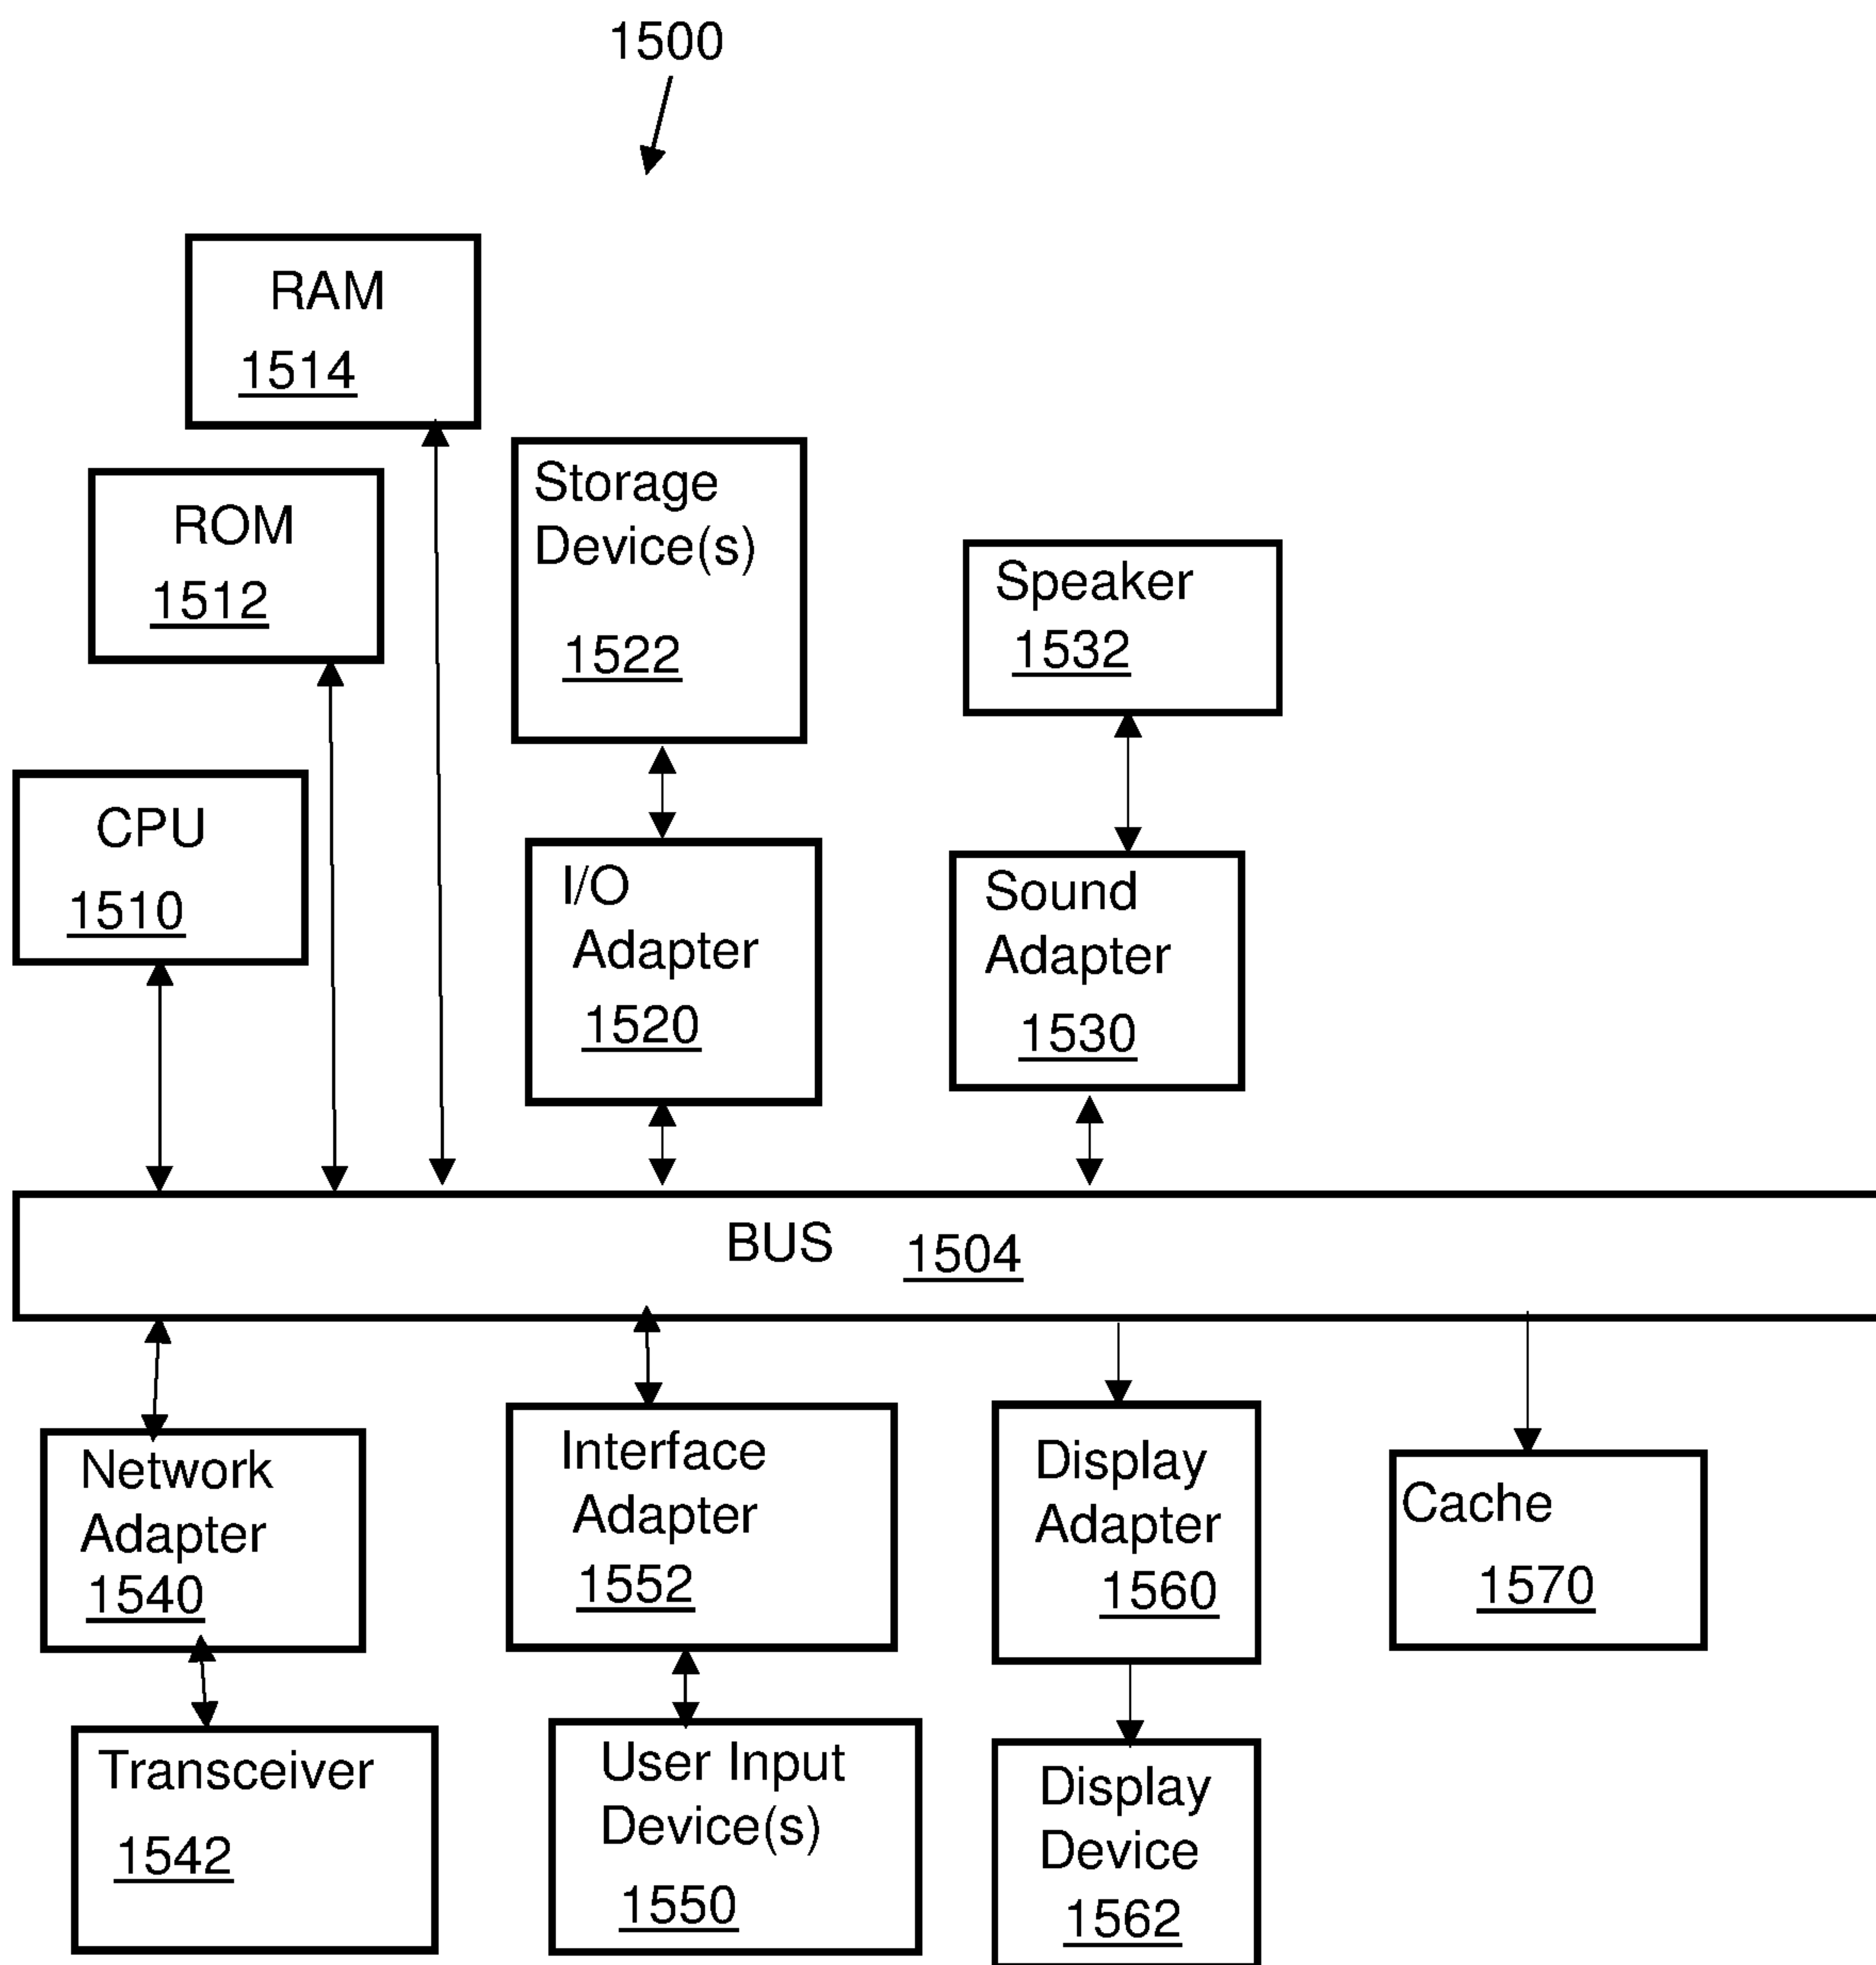 1500
RAM
1514
ROM
1512
Storage
Device(s)
1522
Speaker
1532
CPU
1510
I/O
Adapter
1520
Sound
Adapter
1530
BUS 1504
Network
Adapter
1540
Interface
Adapter
1552
Display
Adapter
1560
Cache
1570
Transceiver
1542
User Input
Device(s)
1550
Display
Device
1562